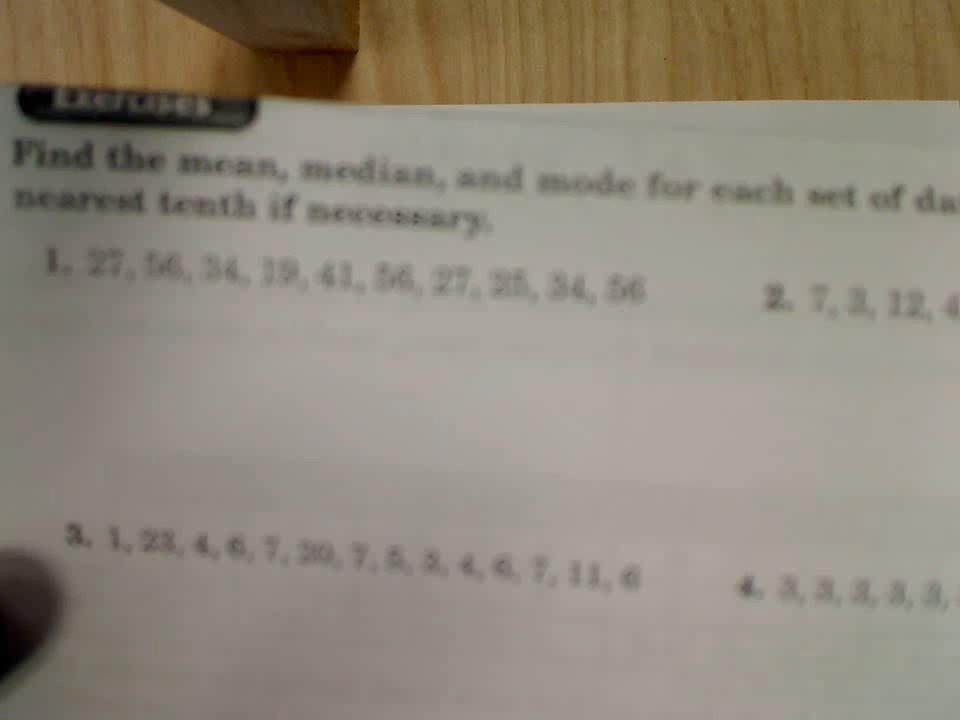 Exercises
Find the mean, median, and mode for each set of da
nearest tenth if necessary.
1. 27, 56, 34, 19, 41, 56, 27, 25, 34, 56
2. 7, 3, 12, 4
3. 1, 23, 4, 6, 7, 20, 7, 5, 3, 4, 6, 7, 11, 6
4. 3, 3, 3, 3, 3,